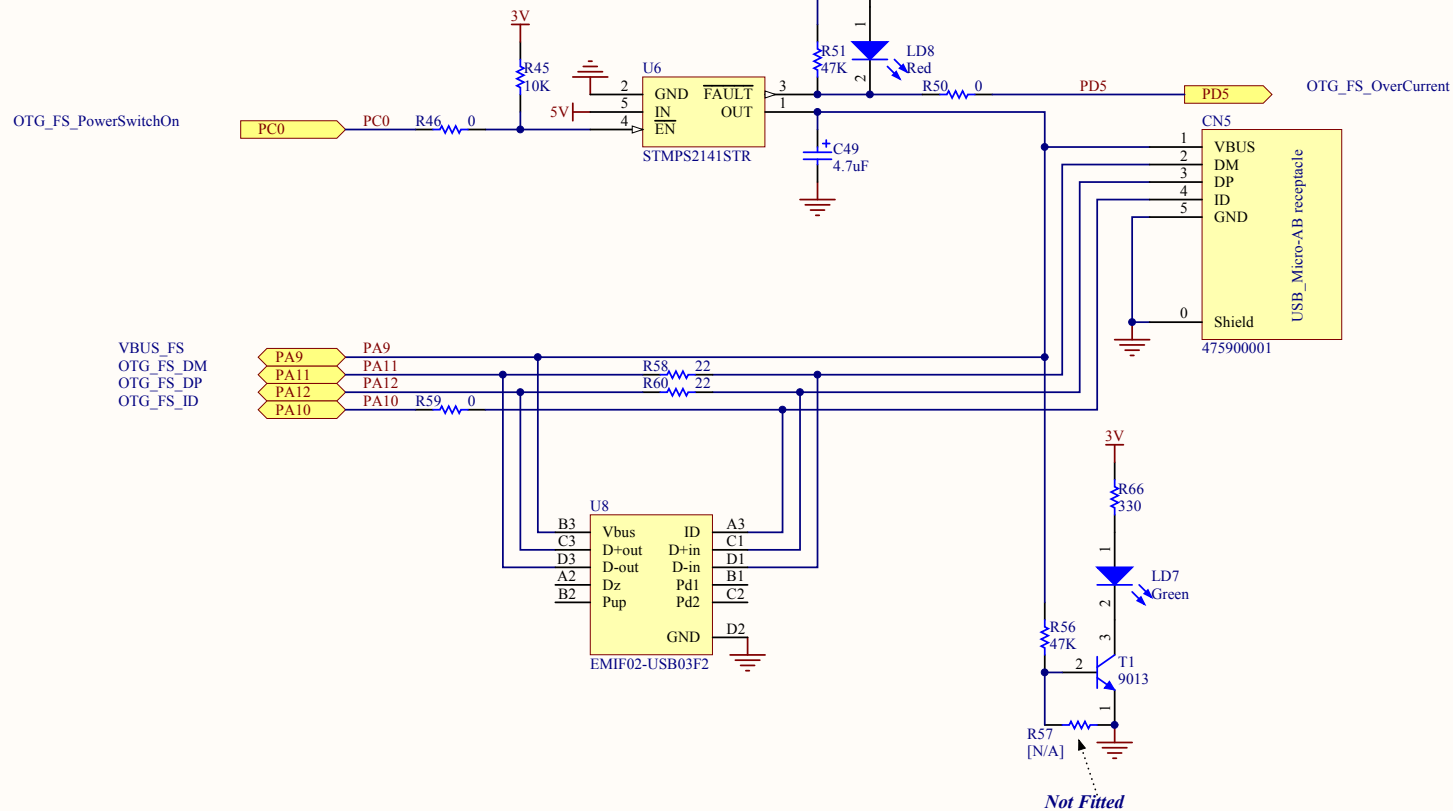 3V
R45
10K
R51
47K
1
2
LD8
Red
U6
2 GND FAULT 3
5V 5 IN OUT 1
4 EN
STMPS2141STR
R50 0 PD5 PD5 OTG_FS_OverCurrent
OTG_FS_PowerSwitchOn PC0 PC0 R46 0
+
C49
4.7uF
CN5
1 VBUS
2 DM
3 DP
4 ID
5 GND
0 Shield
USB_Micro-AB receptacle
475900001
VBUS_FS PA9 PA9
OTG_FS_DM PA11 PA11 R58 22
OTG_FS_DP PA12 PA12 R60 22
OTG_FS_ID PA10 PA10 R59 0
U8
B3 Vbus ID A3
C3 D+out D+in C1
D3 D-out D-in D1
A2 Dz Pd1 B1
B2 Pup Pd2 C2
GND D2
EMIF02-USB03F2
3V
R66
330
1
LD7
Green
2
3
R56
47K
2
T1
9013
1
R57
[N/A]
Not Fitted